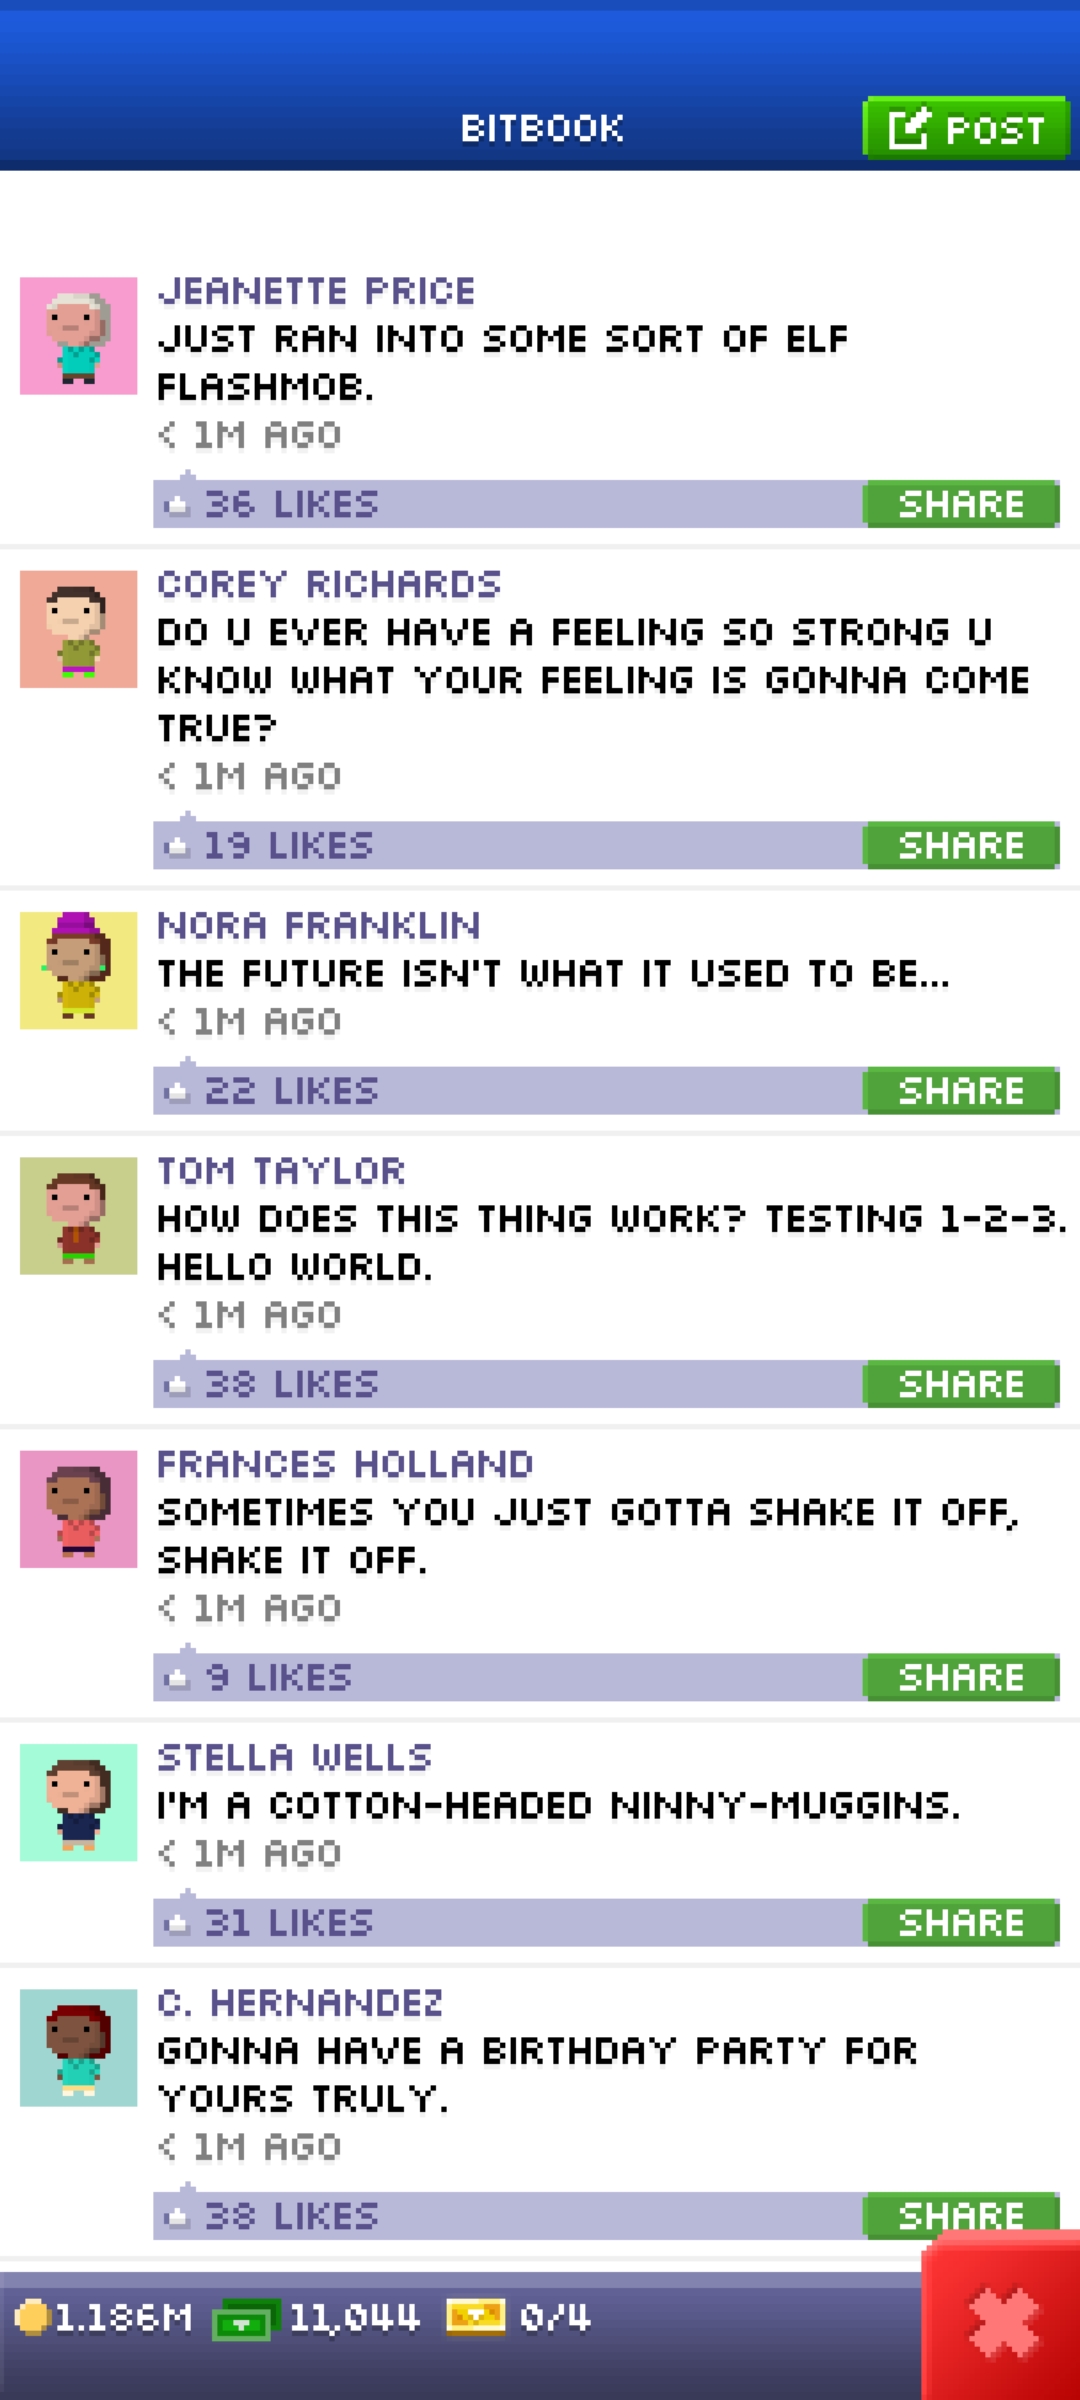 BITBOOK
POST
JEANETTE PRICE
JUST RAN INTO SOME SORT OF ELF
FLASHMOB.
< 1M AGO
36 LIKES
SHARE
COREY RICHARDS
DO U EVER HAVE A FEELING SO STRONG U
KNOW WHAT YOUR FEELING IS GONNA COME
TRUE?
< 1M AGO
19 LIKES
SHARE
NORA FRANKLIN
THE FUTURE ISN'T WHAT IT USED TO BE...
< 1M AGO
22 LIKES
SHARE
TOM TAYLOR
HOW DOES THIS THING WORK? TESTING 1-2-3.
HELLO WORLD.
< 1M AGO
38 LIKES
SHARE
FRANCES HOLLAND
SOMETIMES YOU JUST GOTTA SHAKE IT OFF,
SHAKE IT OFF.
< 1M AGO
9 LIKES
SHARE
STELLA WELLS
I'M A COTTON-HEADED NINNY-MUGGINS.
< 1M AGO
31 LIKES
SHARE
C. HERNANDEZ
GONNA HAVE A BIRTHDAY PARTY FOR
YOURS TRULY.
< 1M AGO
38 LIKES
SHARE
1.186M 11,044 0/4